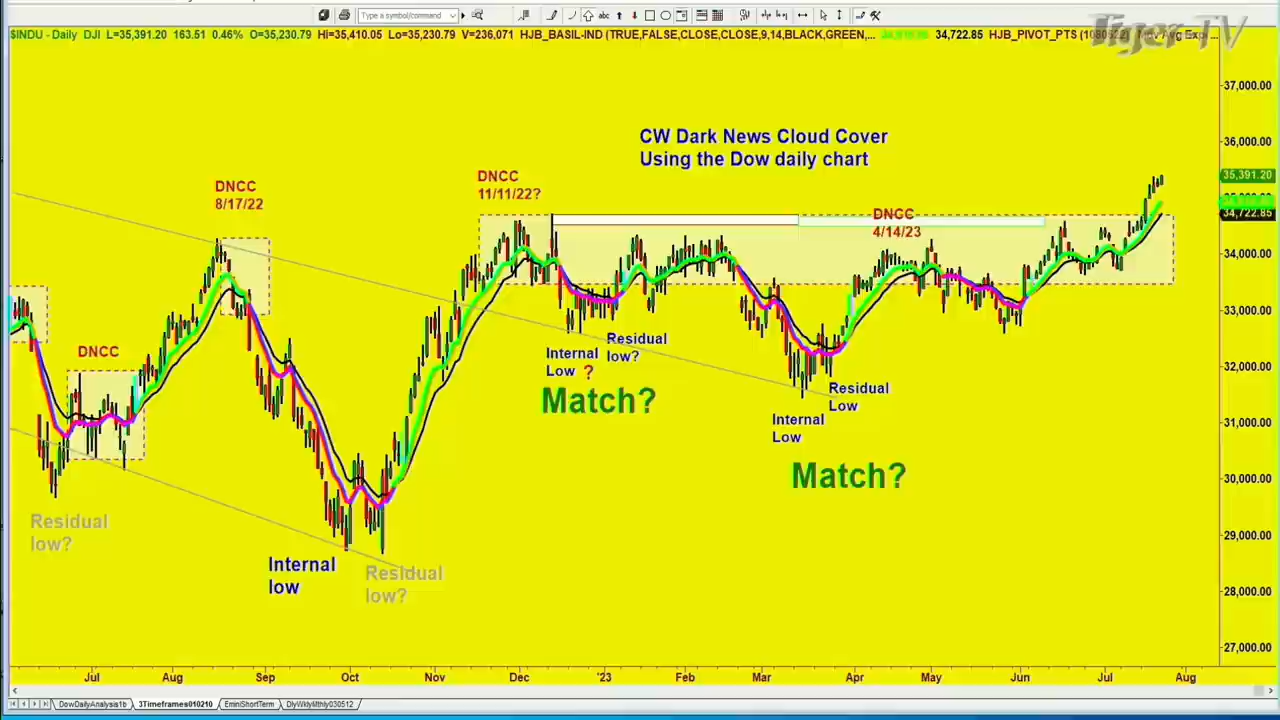 Type a symbol/command
abc
$INDU - Daily DJI L=35,391.20 163.51 0.46% O=35,230.79 Hi=35,410.05 Lo=35,230.79 V=236,071 HJB_BASIL-IND (TRUE,FALSE,CLOSE,CLOSE,9,14,BLACK,GREEN,... 34,722.85 HJB_PIVOT_PTS
Tiger TV
37,000.00
CW Dark News Cloud Cover
Using the Dow daily chart
36,000.00
DNCC
11/11/22?
35,391.20
DNCC
8/17/22
34,722.85
DNCC
4/14/23
34,000.00
33,000.00
DNCC
Internal
Low ?
Residual
low?
32,000.00
Match?
Residual
Low
Internal
Low
31,000.00
Match?
30,000.00
Residual
low?
29,000.00
Internal
low
Residual
low?
28,000.00
27,000.00
Jul Aug Sep Oct Nov Dec '23 Feb Mar Apr May Jun Jul Aug
DowDailyAnalysis1b 3Timeframes010210 EminiShortTerm DlyWklyMthly030512